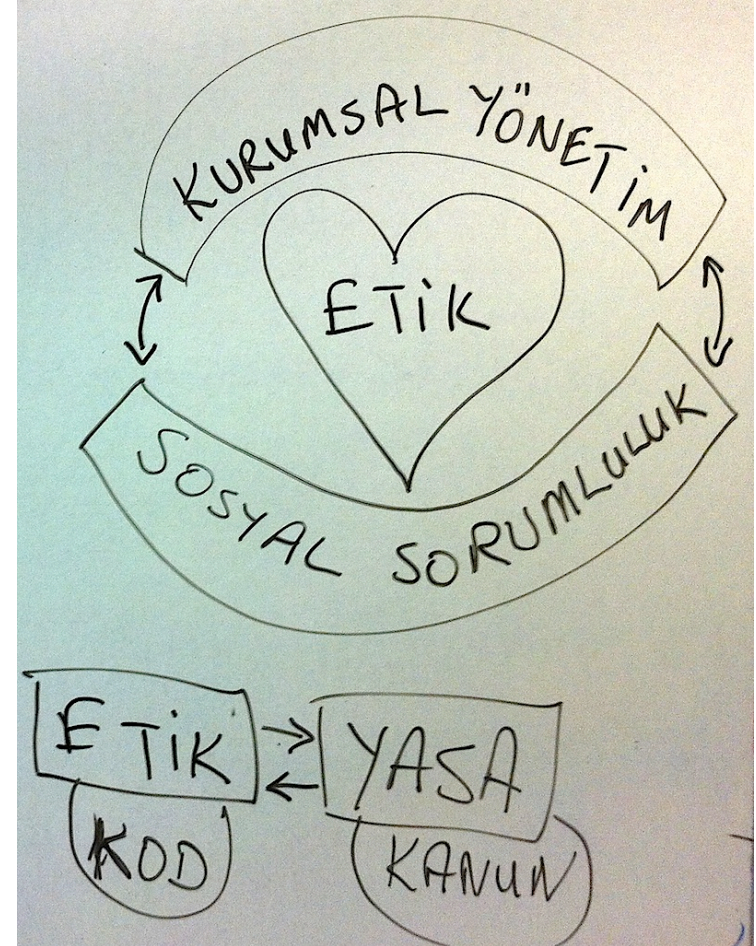 KURUMSAL YÖNETİM
ETİK
SOSYAL SORUMLULUK
ETİK
YASA
KOD
KANUN